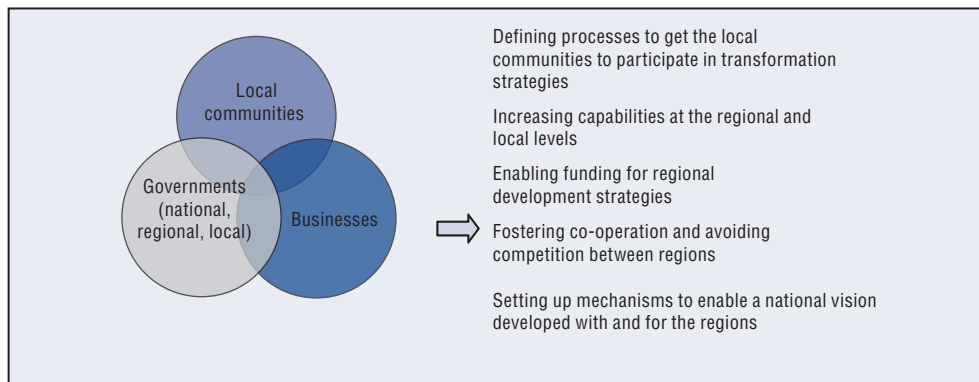 Local
communities
Governments
(national,
regional, local)
Businesses
Defining processes to get the local
communities to participate in transformation
strategies
Increasing capabilities at the regional and
local levels
Enabling funding for regional
development strategies
Fostering co-operation and avoiding
competition between regions
Setting up mechanisms to enable a national vision
developed with and for the regions